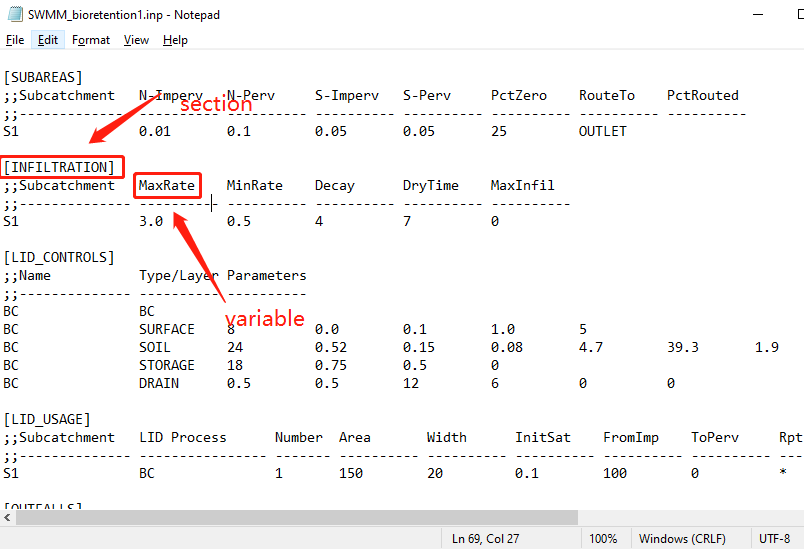 SWMM_bioretention1.inp - Notepad
File Edit Format View Help
[SUBAREAS]
;;Subcatchment N-Imperv N-Perv S-Imperv S-Perv PctZero RouteTo PctRouted
;;-------------- ---------- ---------- ---------- ---------- ---------- ---------- ----------
S1 0.01 0.1 0.05 0.05 25 OUTLET
section
[INFILTRATION]
;;Subcatchment MaxRate MinRate Decay DryTime MaxInfil
;;-------------- ---------- ---------- ---------- ---------- ----------
S1 3.0 0.5 4 7 0
[LID_CONTROLS]
;;Name Type/Layer Parameters
;;-------------- ---------- ----------
BC BC
variable
BC SURFACE 8 0.0 0.1 1.0 5
BC SOIL 24 0.52 0.15 0.08 4.7 39.3 1.9
BC STORAGE 18 0.75 0.5 0
BC DRAIN 0.5 0.5 12 6 0 0
[LID_USAGE]
;;Subcatchment LID Process Number Area Width InitSat FromImp ToPerv Rpt
;;-------------- ---------------- ------- ---------- ---------- ---------- ---------- ---------- ---
S1 BC 1 150 20 0.1 100 0 *
[OUTFALLS]
Ln 69, Col 27 100% Windows (CRLF) UTF-8